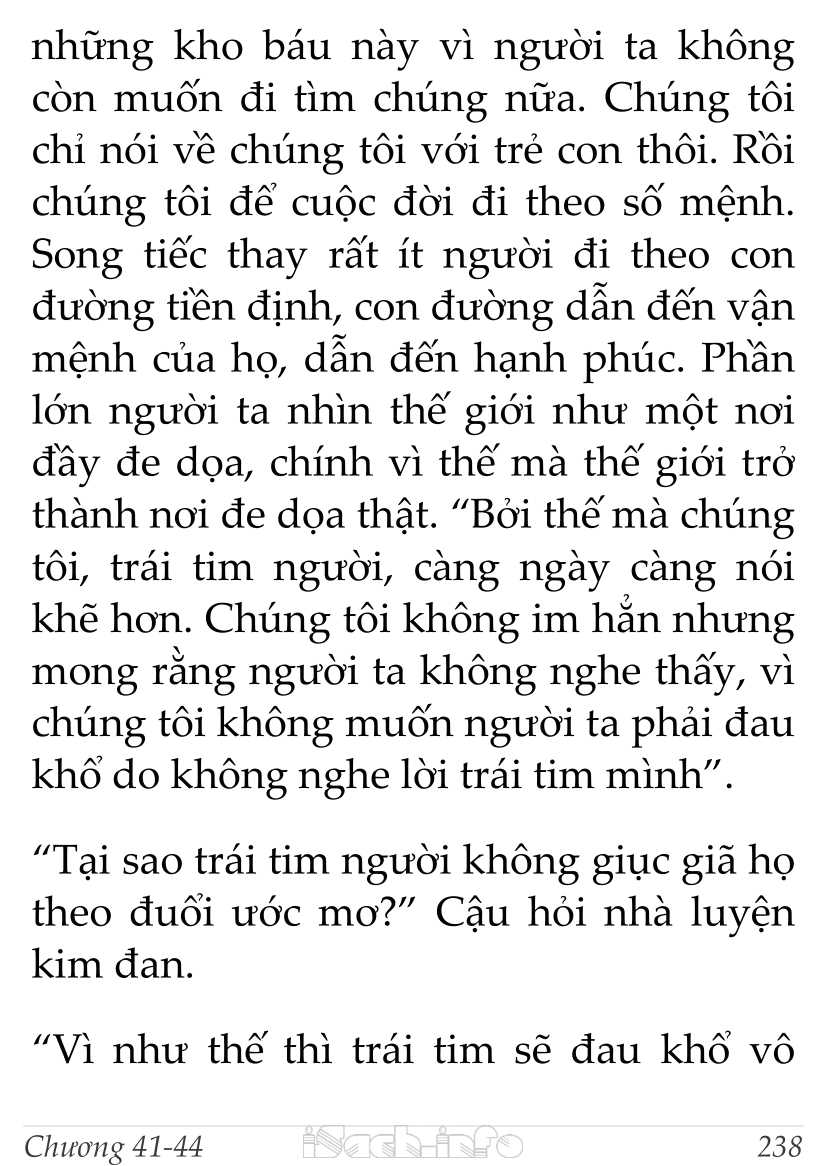 những kho báu này vì người ta không
còn muốn đi tìm chúng nữa. Chúng tôi
chỉ nói về chúng tôi với trẻ con thôi. Rồi
chúng tôi để cuộc đời đi theo số mệnh.
Song tiếc thay rất ít người đi theo con
đường tiền định, con đường dẫn đến vận
mệnh của họ, dẫn đến hạnh phúc. Phần
lớn người ta nhìn thế giới như một nơi
đầy đe dọa, chính vì thế mà thế giới trở
thành nơi đe dọa thật. “Bởi thế mà chúng
tôi, trái tim người, càng ngày càng nói
khẽ hơn. Chúng tôi không im hẳn nhưng
mong rằng người ta không nghe thấy, vì
chúng tôi không muốn người ta phải đau
khổ do không nghe lời trái tim mình”.
“Tại sao trái tim người không giục giã họ
theo đuổi ước mơ?” Cậu hỏi nhà luyện
kim đan.
“Vì như thế thì trái tim sẽ đau khổ vô
Chương 41-44 iSach.info 238